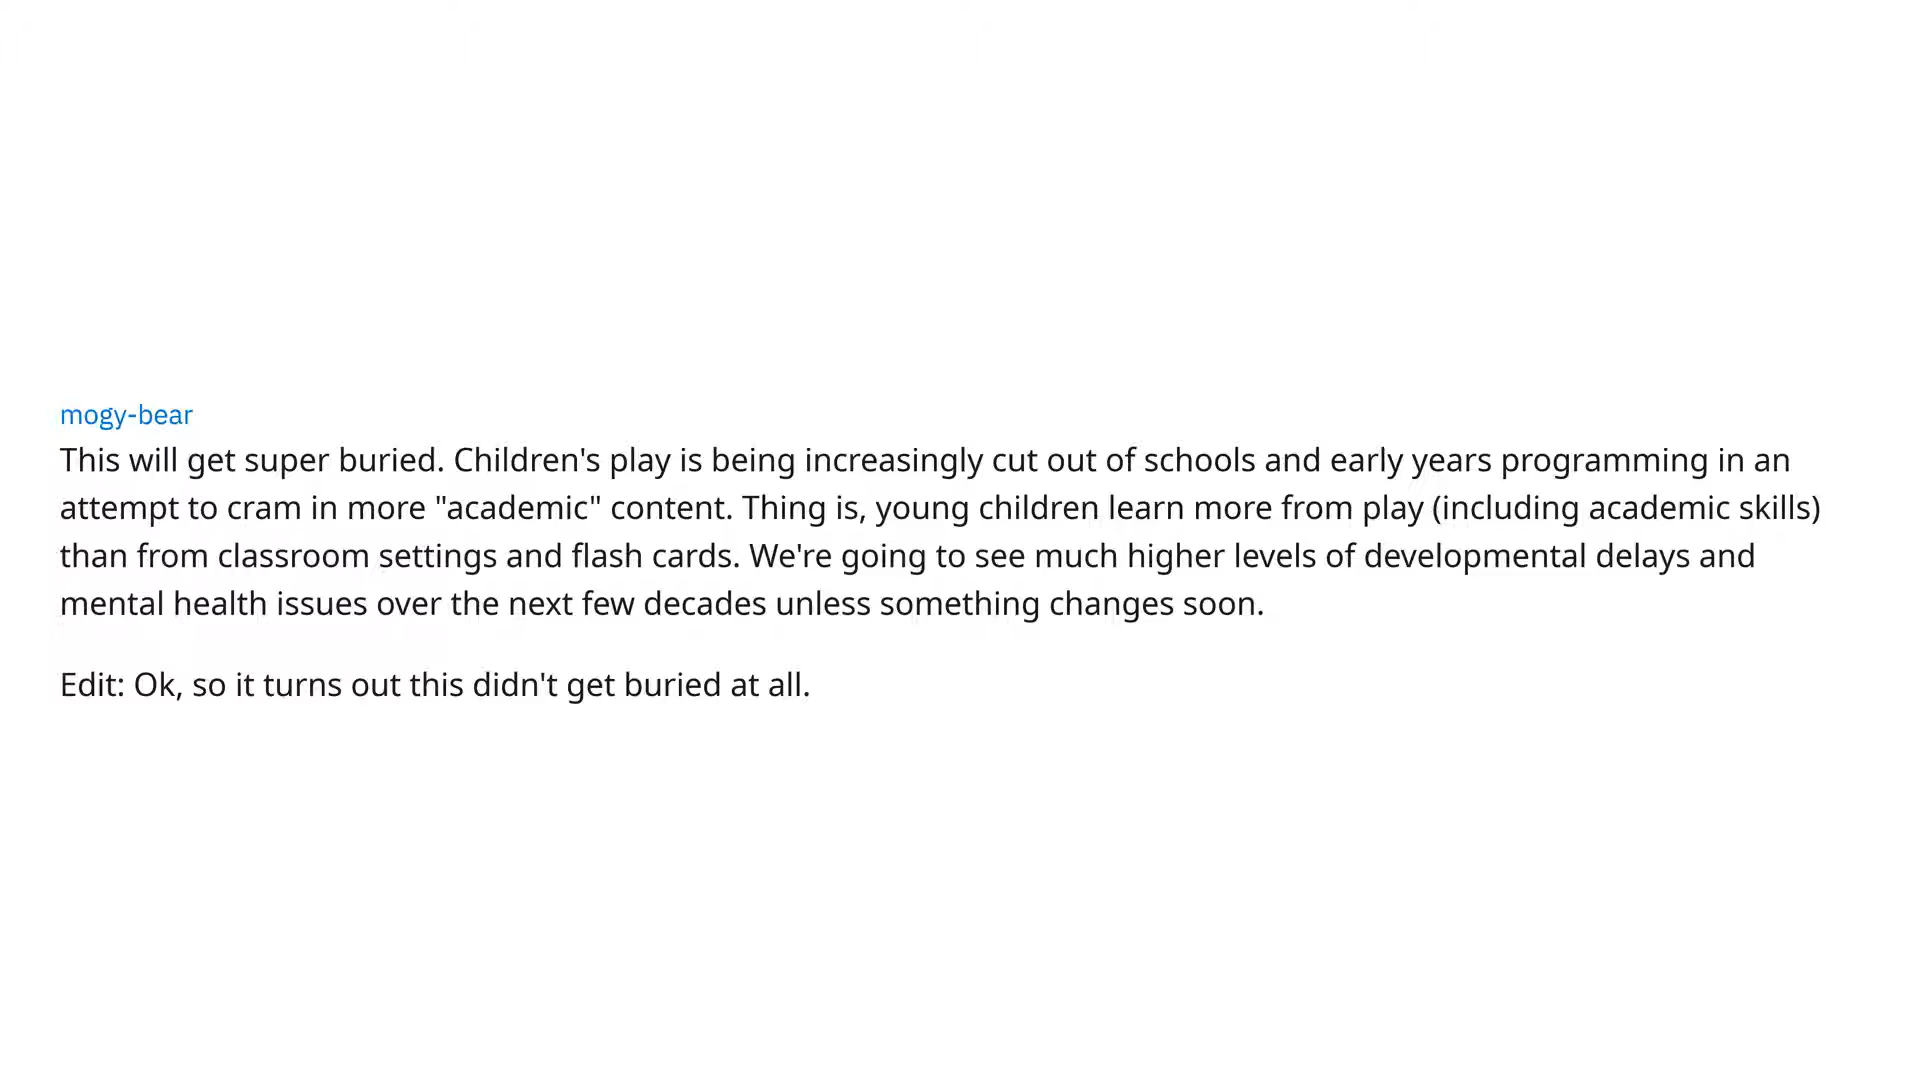 mogy-bear
This will get super buried. Children's play is being increasingly cut out of schools and early years programming in an
attempt to cram in more "academic" content. Thing is, young children learn more from play (including academic skills)
than from classroom settings and flash cards. We're going to see much higher levels of developmental delays and
mental health issues over the next few decades unless something changes soon.
Edit: Ok, so it turns out this didn't get buried at all.